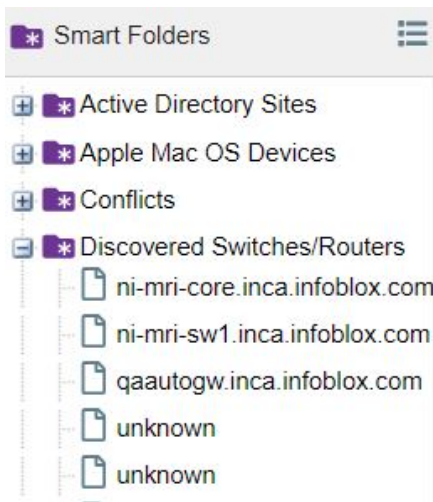 Smart Folders
Active Directory Sites
Apple Mac OS Devices
Conflicts
Discovered Switches/Routers
ni-mri-core.inca.infoblox.com
ni-mri-sw1.inca.infoblox.com
qaautogw.inca.infoblox.com
unknown
unknown